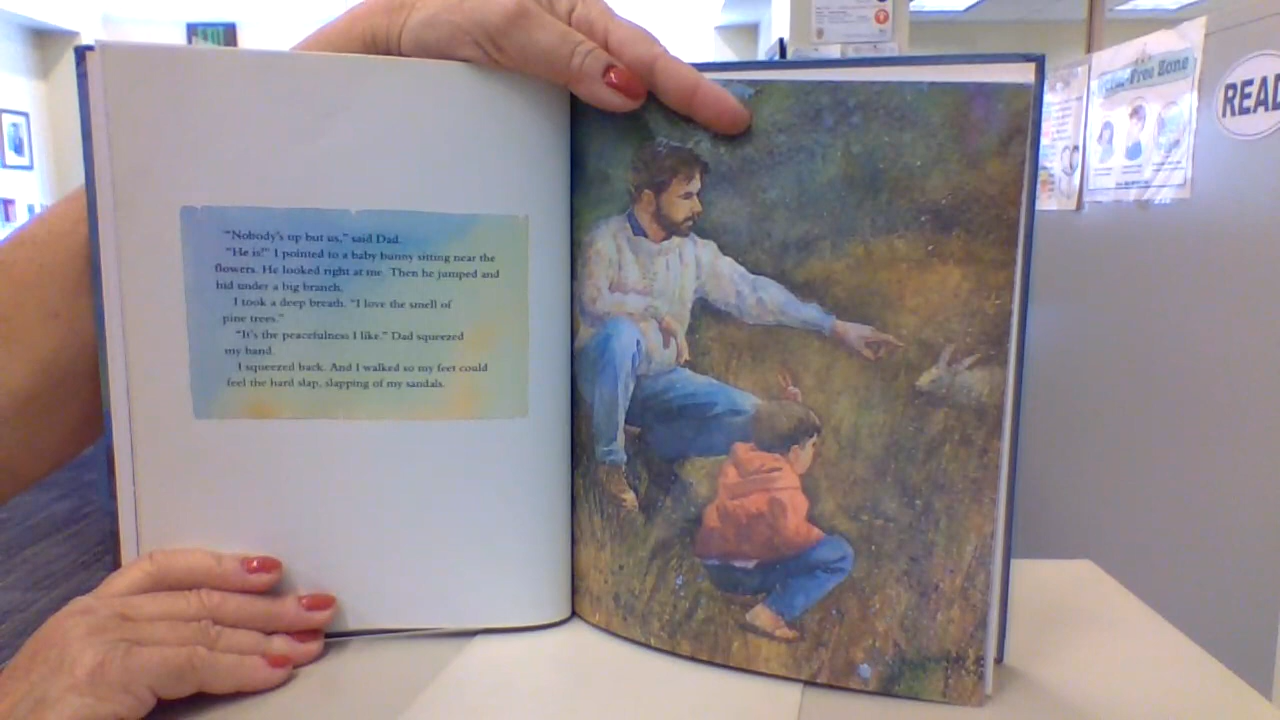 "Nobody's up but us," said Dad.
"He is!" I pointed to a baby bunny sitting near the
flowers. He looked right at me. Then he jumped and
hid under a big branch.
I took a deep breath. "I love the smell of
pine trees."
"It's the peacefulness I like." Dad squeezed
my hand.
I squeezed back. And I walked so my feet could
feel the hard slap, slapping of my sandals.
-Free Zone
READ